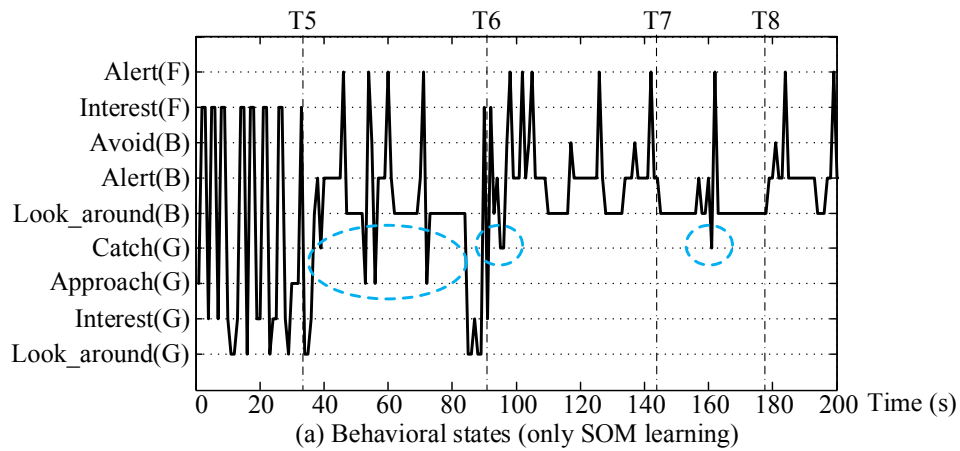 T5 T6 T7 T8
Alert(F)
Interest(F)
Avoid(B)
Alert(B)
Look_around(B)
Catch(G)
Approach(G)
Interest(G)
Look_around(G)
0 20 40 60 80 100 120 140 160 180 200 Time (s)
(a) Behavioral states (only SOM learning)